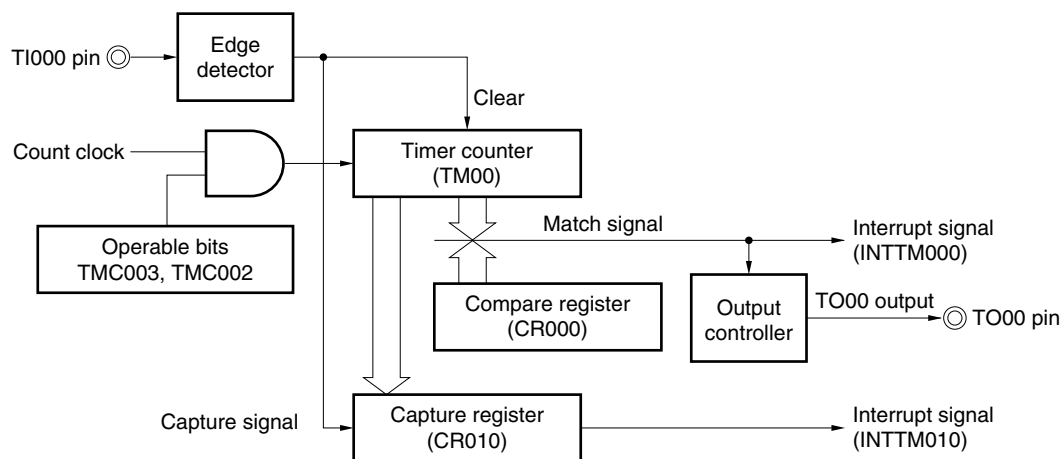 TI000 pin
Edge
detector
Clear
Count clock
Timer counter
(TM00)
Operable bits
TMC003, TMC002
Match signal
Interrupt signal
(INTTM000)
Compare register
(CR000)
Output
controller
TO00 output
TO00 pin
Capture signal
Capture register
(CR010)
Interrupt signal
(INTTM010)